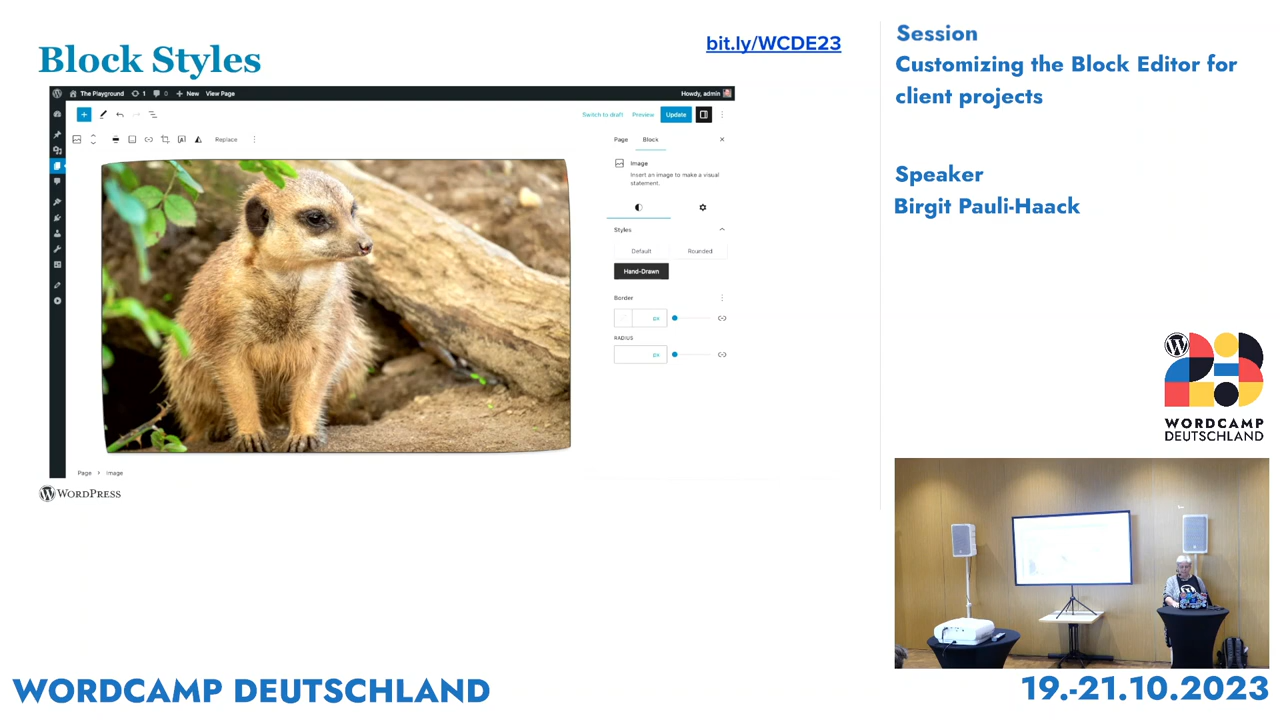 Block Styles
bit.ly/WCDE23
The Playground 1 0 New View Page
Howdy, admin
Switch to draft Preview Update
Replace
Page Block
Image
Insert an image to make a visual
statement.
Styles
Default Rounded
Hand-Drawn
Border
px
RADIUS
px
Page > Image
WORDPRESS
Session
Customizing the Block Editor for
client projects
Speaker
Birgit Pauli-Haack
WORDCAMP
DEUTSCHLAND
WORDCAMP DEUTSCHLAND
19.-21.10.2023